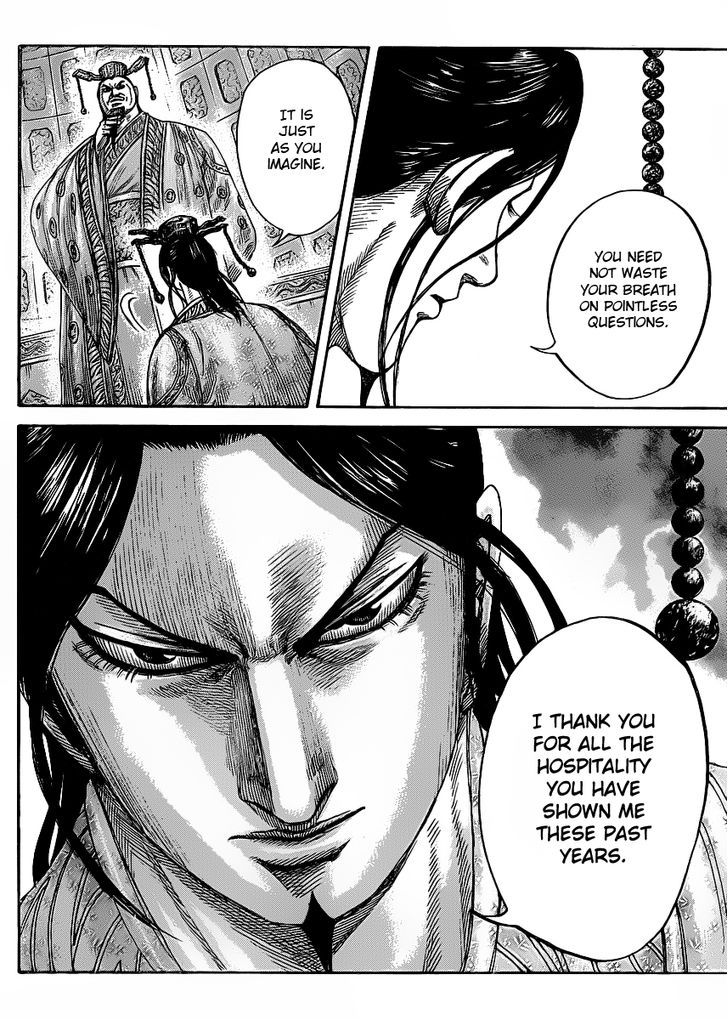 YOU NEED
NOT WASTE
YOUR BREATH
ON POINTLESS
QUESTIONS.
IT IS
JUST
AS YOU
IMAGINE.
I THANK YOU
FOR ALL THE
HOSPITALITY
YOU HAVE
SHOWN ME
THESE PAST
YEARS.